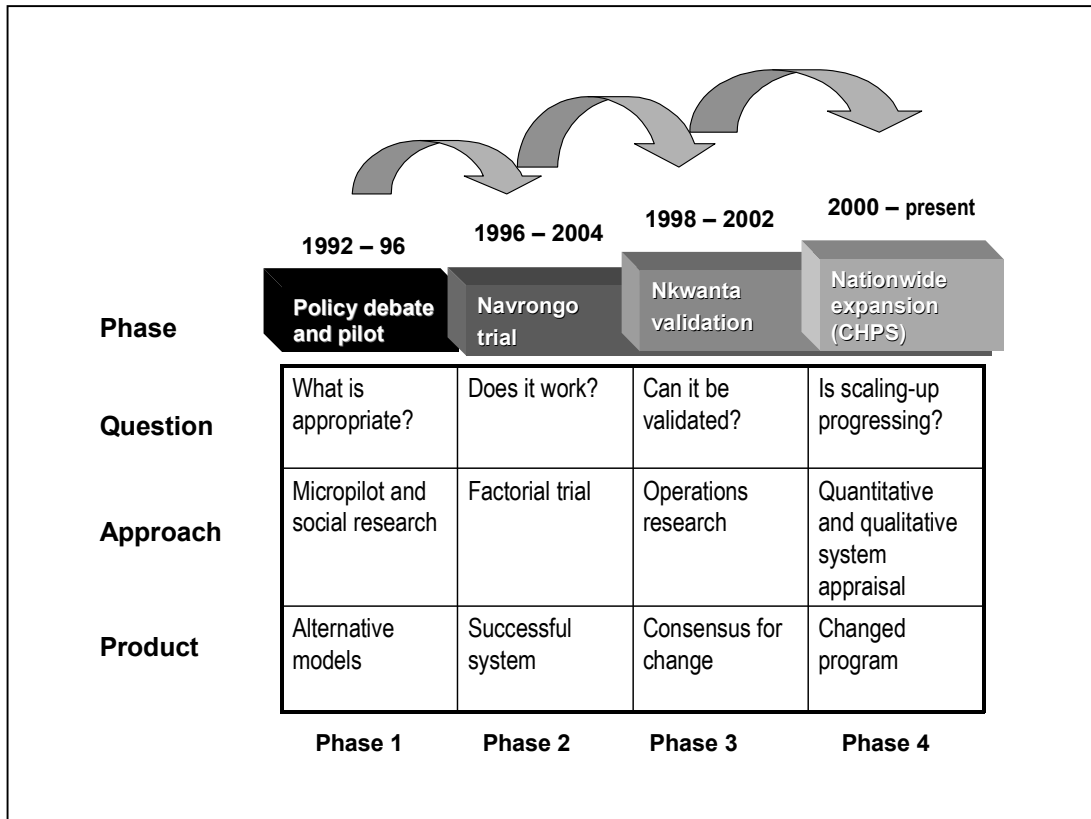 1992 – 96
1996 – 2004
1998 – 2002
2000 – present
Phase
Policy debate
and pilot
Navrongo
trial
Nkwanta
validation
Nationwide
expansion
(CHPS)
Question
What is
appropriate?
Does it work?
Can it be
validated?
Is scaling-up
progressing?
Approach
Micropilot and
social research
Factorial trial
Operations
research
Quantitative
and qualitative
system
appraisal
Product
Alternative
models
Successful
system
Consensus for
change
Changed
program
Phase 1
Phase 2
Phase 3
Phase 4